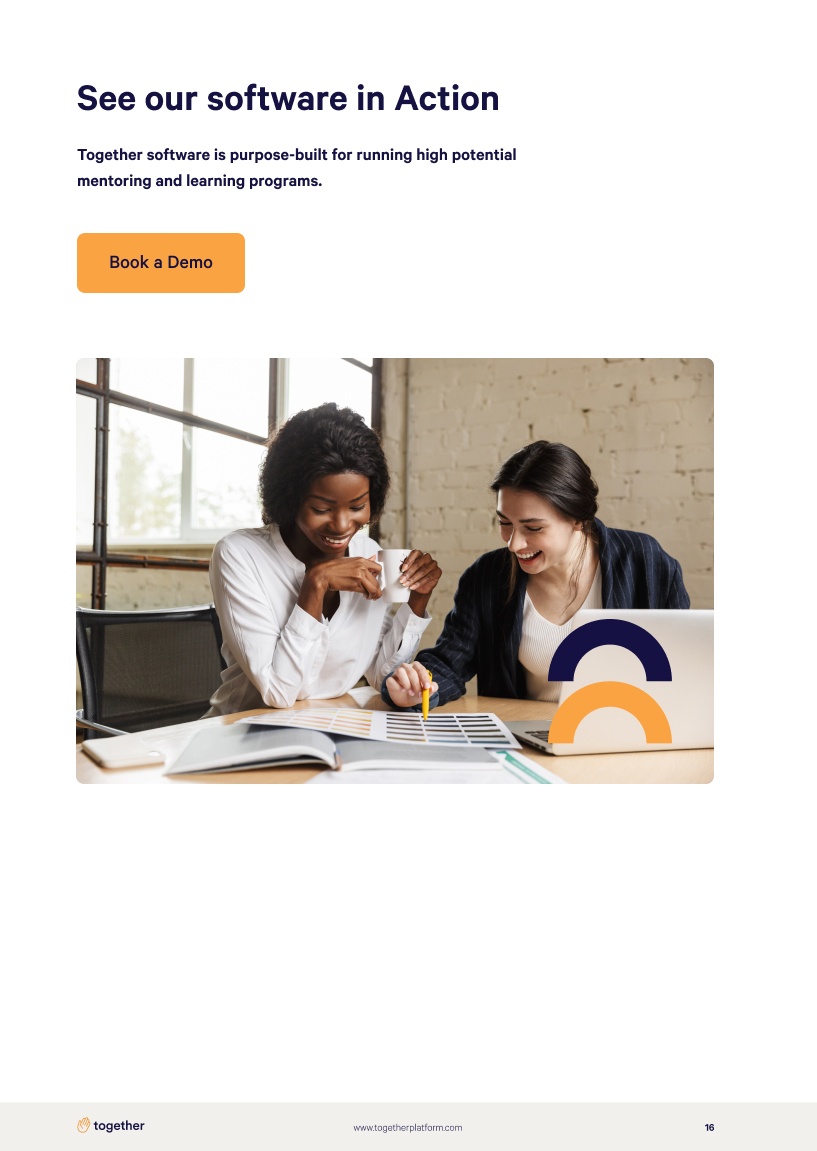 See our software in Action
Together software is purpose-built for running high potential
mentoring and learning programs.
Book a Demo
together
www.togetherplatform.com
16